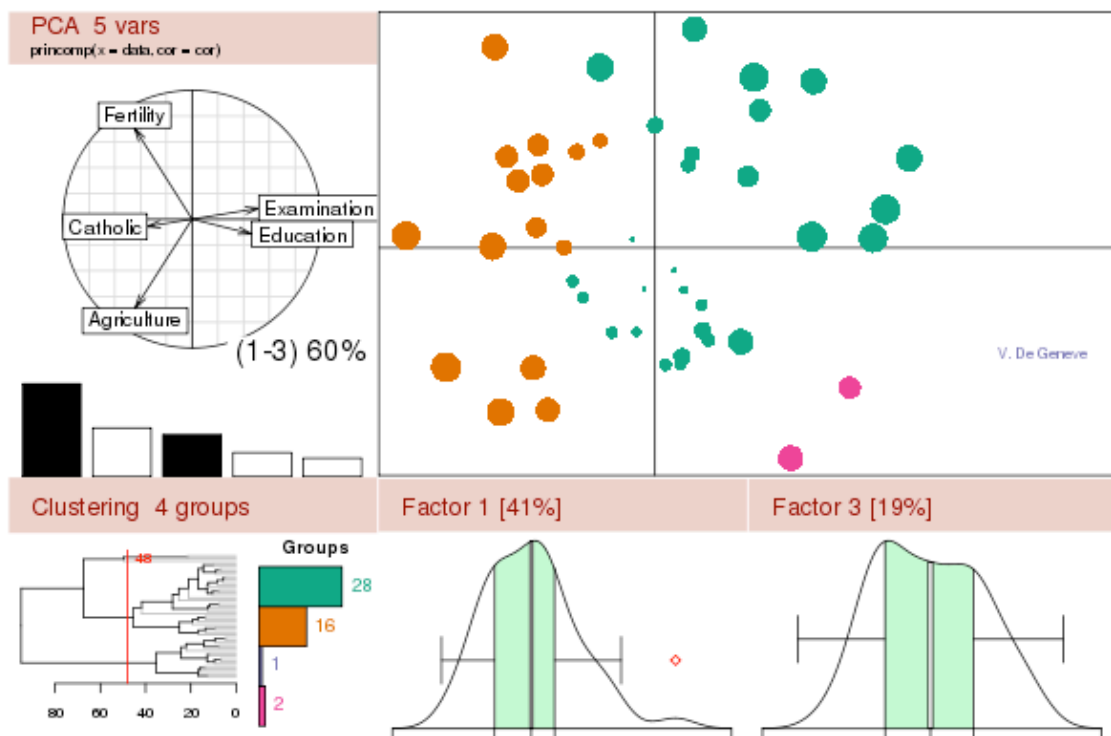 PCA 5 vars
princomp(x = data, cor = cor)
Fertility
Examination
Catholic
Education
Agriculture
(1-3) 60%
V. De Geneve
Clustering 4 groups
Factor 1 [41%]
Factor 3 [19%]
48
Groups
28
16
1
2
80 60 40 20 0